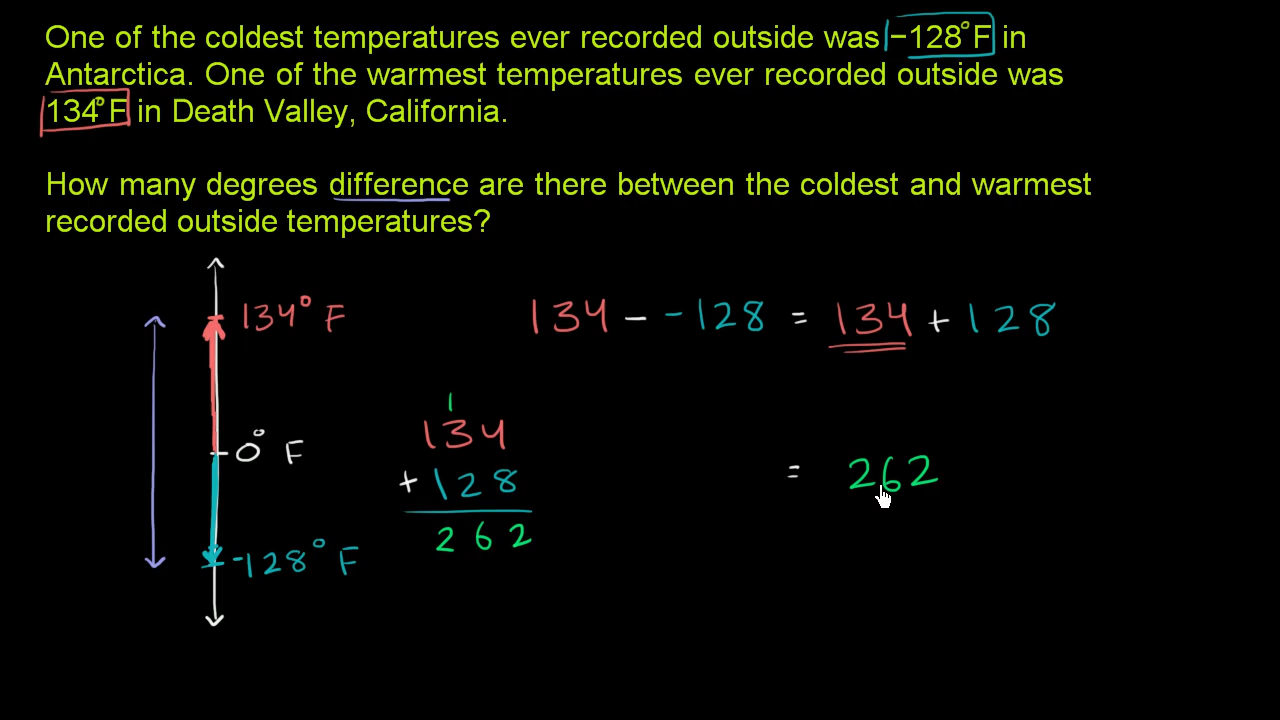 One of the coldest temperatures ever recorded outside was −128°F in
Antarctica. One of the warmest temperatures ever recorded outside was
134°F in Death Valley, California.
How many degrees difference are there between the coldest and warmest
recorded outside temperatures?
134° F
134 − -128 = 134 + 128
0° F
-128° F
1
134
+ 128
262
= 262